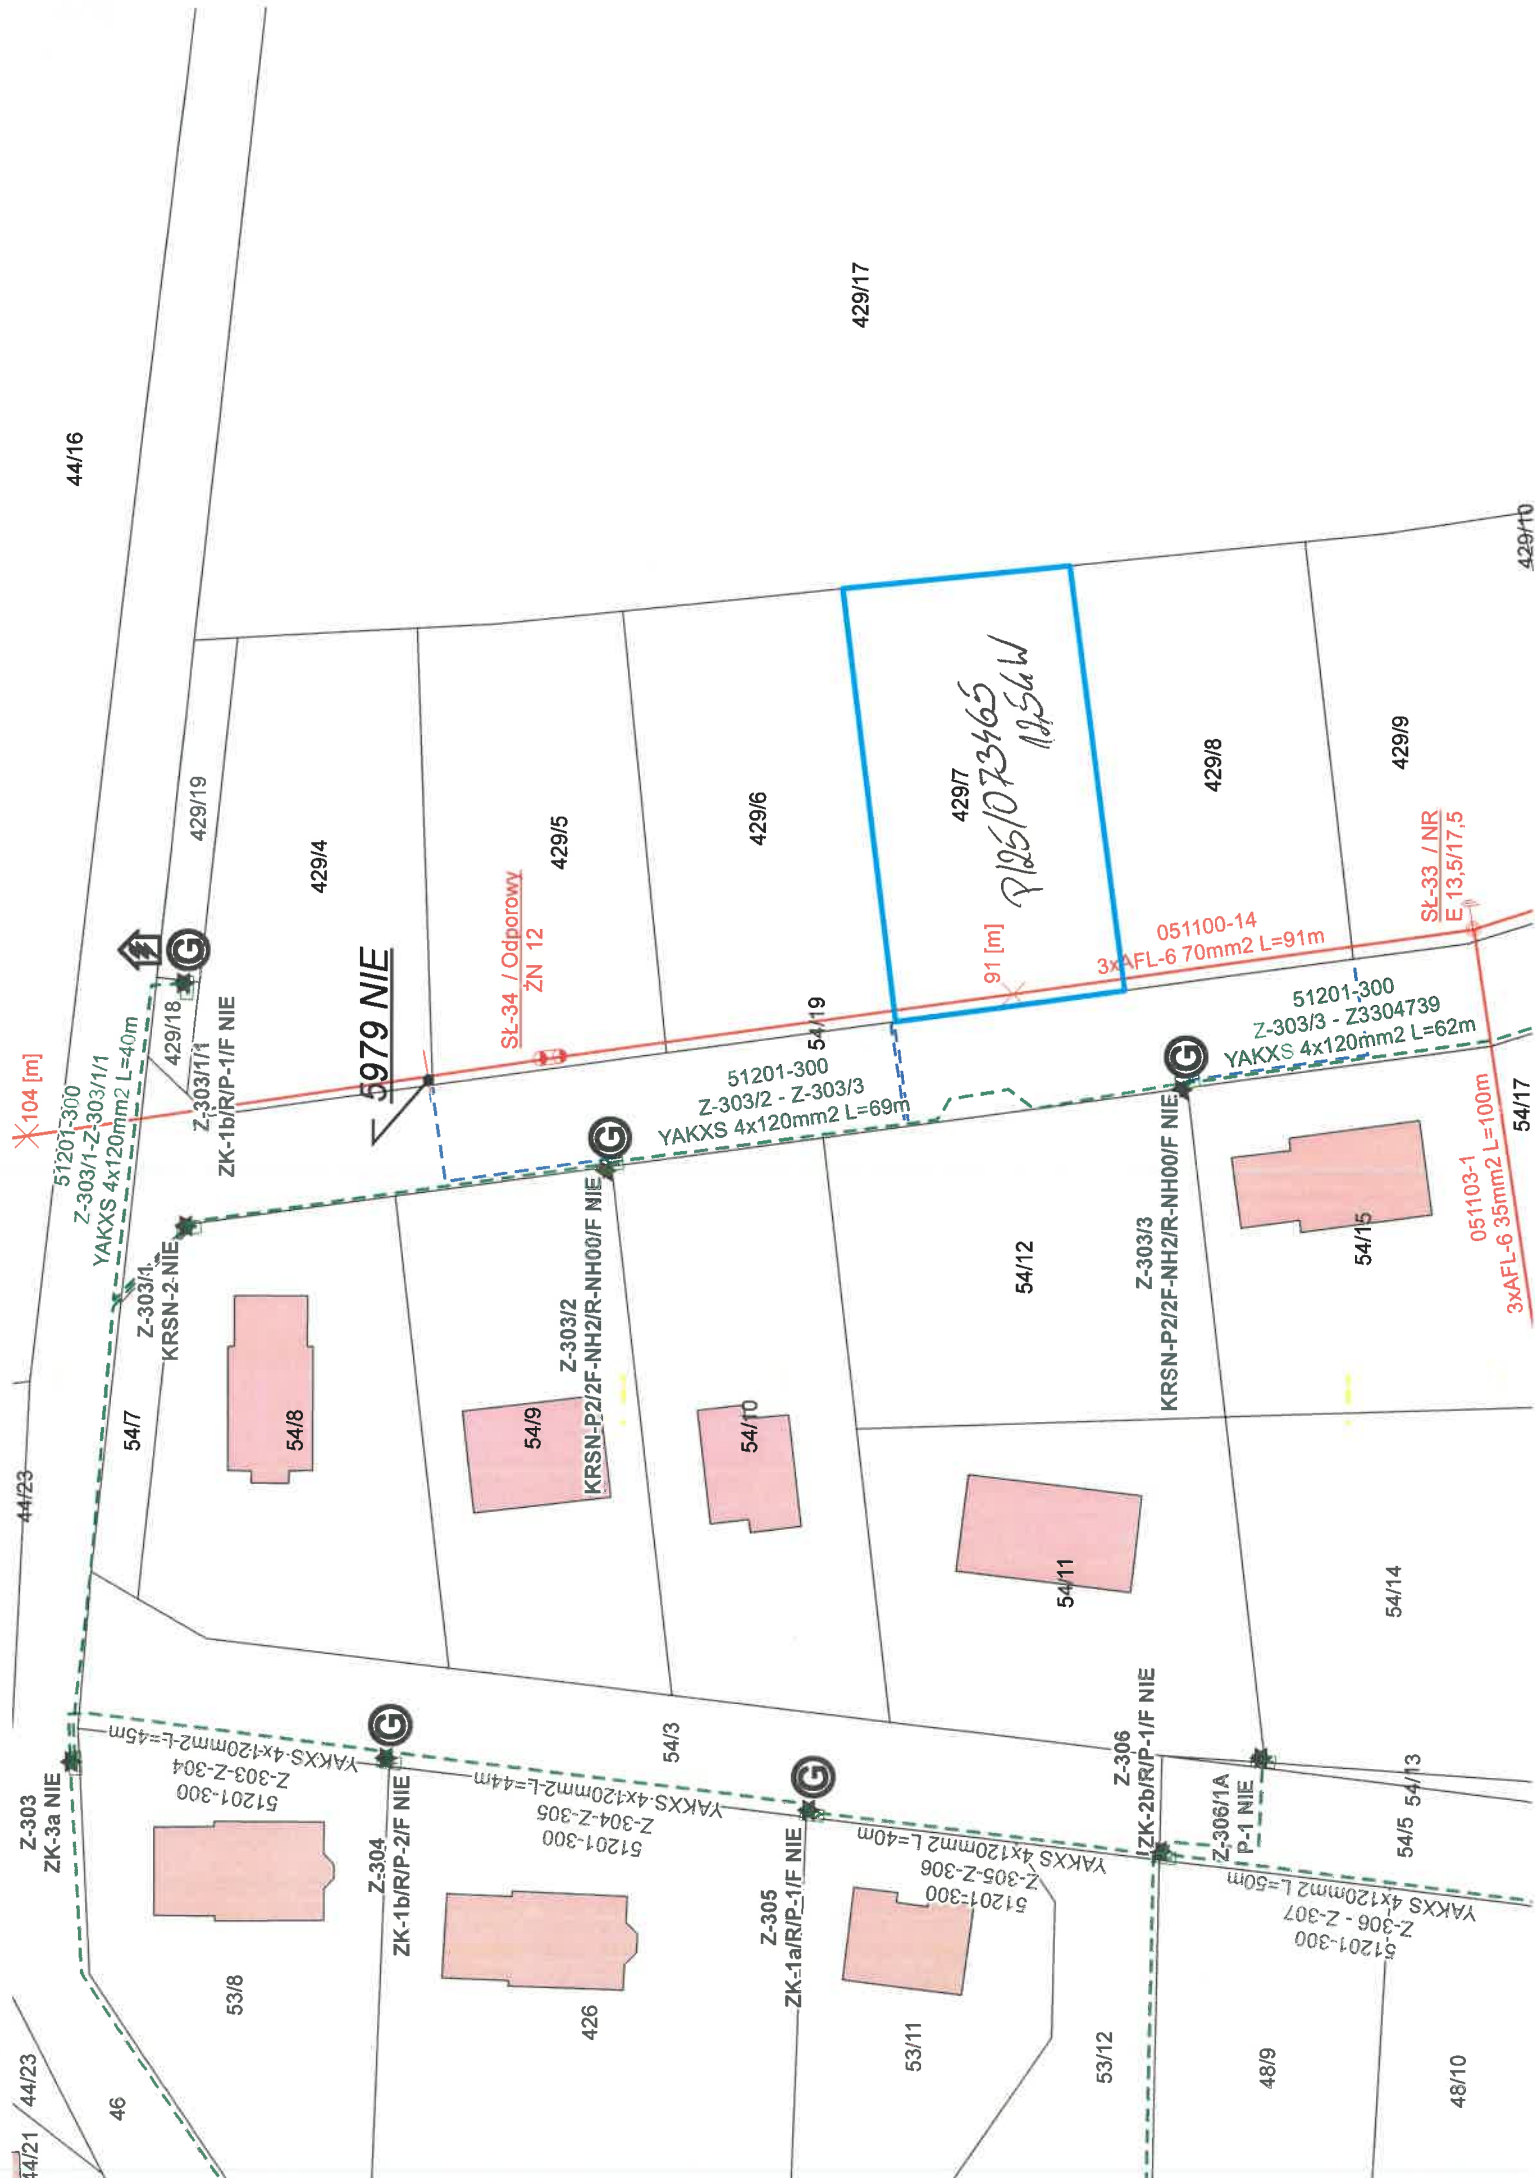 44/16
429/17
429/10
429/19
429/4
429/5
429/6
429/7
P/25/073465
12,5kW
429/8
429/9
104 [m]
51201-300
Z-303/1-Z-303/1/1
YAKXS 4x120mm2 L=40m
429/18
Z-303/1/1
ZK-1b/R/P-1/F NIE
5979 NIE
SŁ-34 / Odporowy
ŻN 12
54/19
91 [m]
051100-14
3xAFL-6 70mm2 L=91m
SŁ-33 / NR
E 13,5/17,5
51201-300
Z-303/2 - Z-303/3
YAKXS 4x120mm2 L=69m
51201-300
Z-303/3 - Z3304739
YAKXS 4x120mm2 L=62m
G
G
G
54/17
051103-1
3xAFL-6 35mm2 L=100m
Z-303/1
KRSN-2 NIE
Z-303/2
KRSN-P2/2F-NH2/R-NH00/F NIE
Z-303/3
KRSN-P2/2F-NH2/R-NH00/F NIE
44/23
54/7
54/8
54/9
54/10
54/12
54/15
54/11
54/14
54/3
54/13
54/5
Z-303
ZK-3a NIE
51201-300
Z-303-Z-304
YAKXS 4x120mm2 L=45m
G
Z-304
ZK-1b/R/P-2/F NIE
51201-300
Z-304-Z-305
YAKXS 4x120mm2 L=44m
G
Z-305
ZK-1a/R/P-1/F NIE
51201-300
Z-305-Z-306
YAKXS 4x120mm2 L=40m
Z-306
ZK-2b/R/P-1/F NIE
Z-306/1A
P-1 NIE
51201-300
Z-306 - Z-307
YAKXS 4x120mm2 L=50m
44/21
44/23
46
53/8
426
53/11
53/12
48/9
48/10